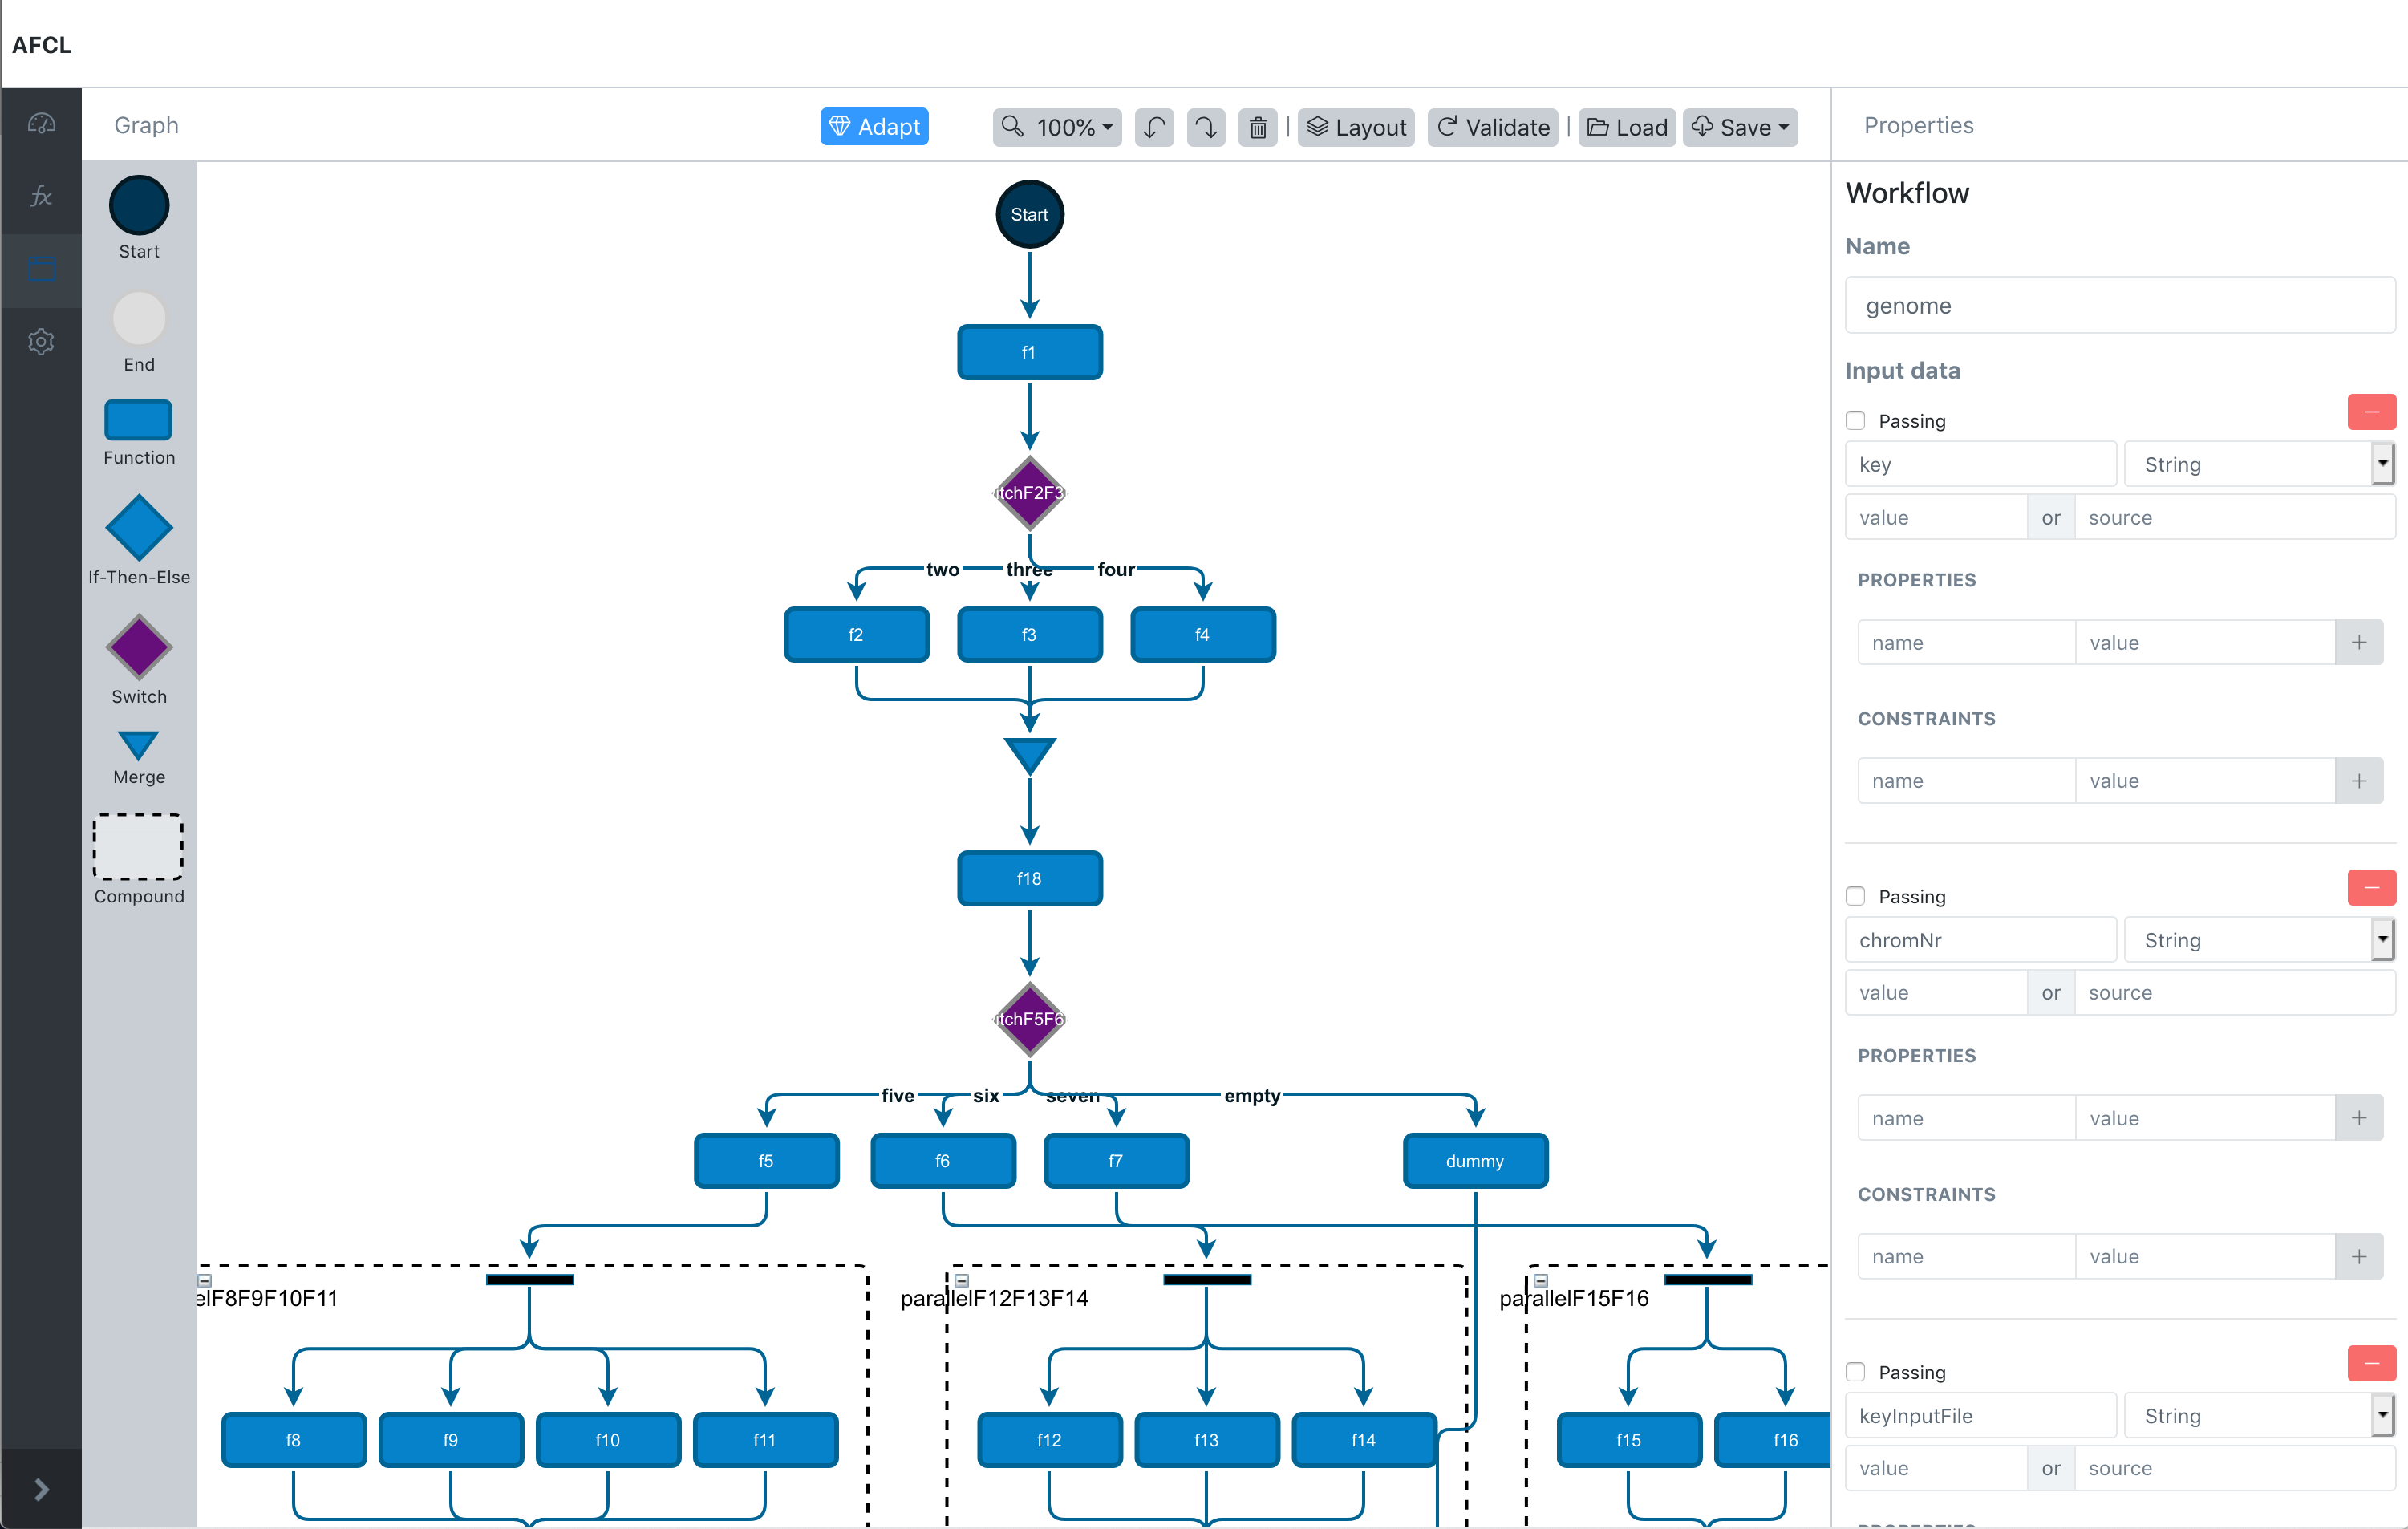 AFCL
Graph
Adapt
100%
Layout
Validate
Load
Save
Properties
Start
End
Function
If-Then-Else
Switch
Merge
Compound
Start
f1
itchF2F3
two three four
f2 f3 f4
f18
itchF5F6
five six seven empty
f5 f6 f7 dummy
elF8F9F10F11
parallelF12F13F14
parallelF15F16
f8 f9 f10 f11 f12 f13 f14 f15 f16
Workflow
Name
genome
Input data
Passing
key String
value or source
PROPERTIES
name value
CONSTRAINTS
name value
Passing
chromNr String
value or source
PROPERTIES
name value
CONSTRAINTS
name value
Passing
keyInputFile String
value or source